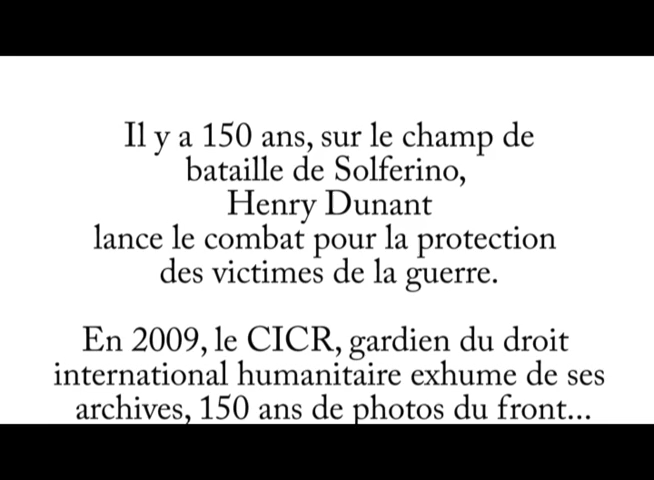 Il y a 150 ans, sur le champ de
bataille de Solferino,
Henry Dunant
lance le combat pour la protection
des victimes de la guerre.
En 2009, le CICR, gardien du droit
international humanitaire exhume de ses
archives, 150 ans de photos du front...